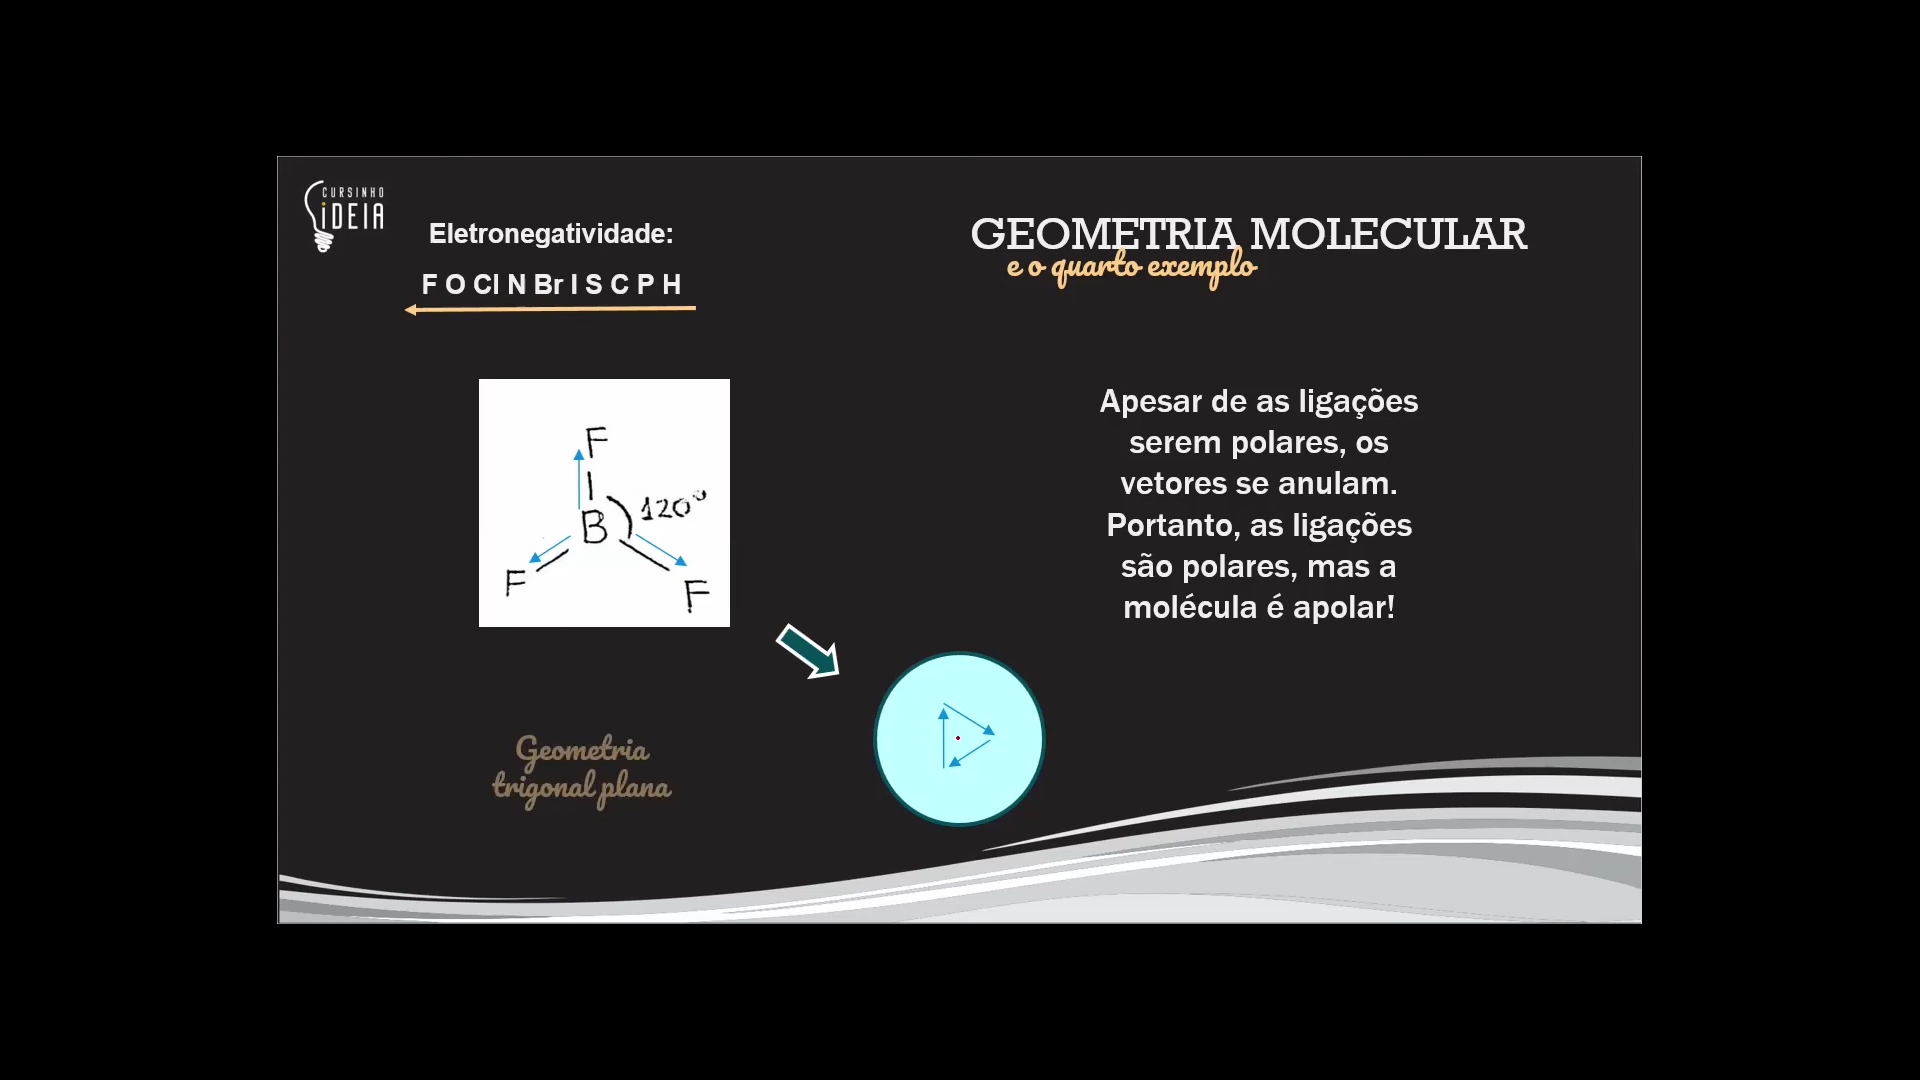 CURSINHO
iDEIA
Eletronegatividade:
F O Cl N Br I S C P H
GEOMETRIA MOLECULAR
e o quarto exemplo
F
B
120°
F
F
Apesar de as ligações
serem polares, os
vetores se anulam.
Portanto, as ligações
são polares, mas a
molécula é apolar!
Geometria
trigonal plana